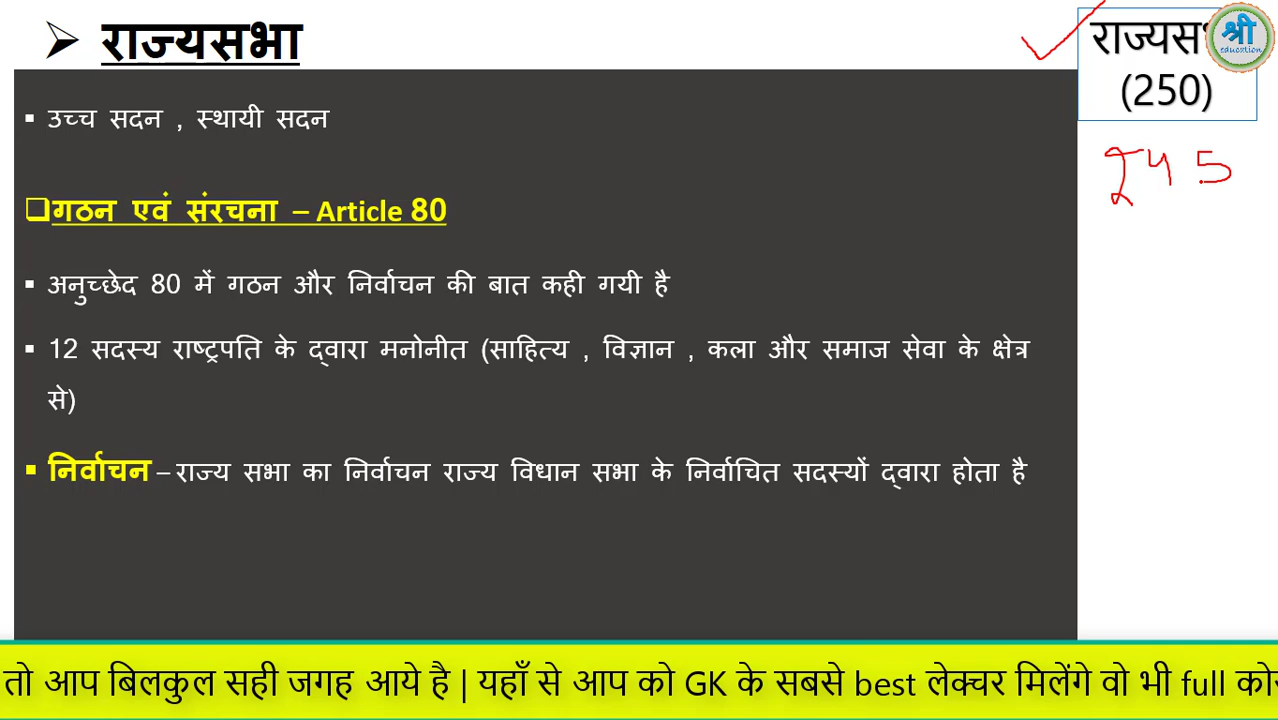 राज्यसभा
राज्यसभ
(250)
श्री
education
245
उच्च सदन , स्थायी सदन
गठन एवं संरचना – Article 80
अनुच्छेद 80 में गठन और निर्वाचन की बात कही गयी है
12 सदस्य राष्ट्रपति के द्वारा मनोनीत (साहित्य , विज्ञान , कला और समाज सेवा के क्षेत्र
से)
निर्वाचन – राज्य सभा का निर्वाचन राज्य विधान सभा के निर्वाचित सदस्यों द्वारा होता है
तो आप बिलकुल सही जगह आये है | यहाँ से आप को GK के सबसे best लेक्चर मिलेंगे वो भी full को